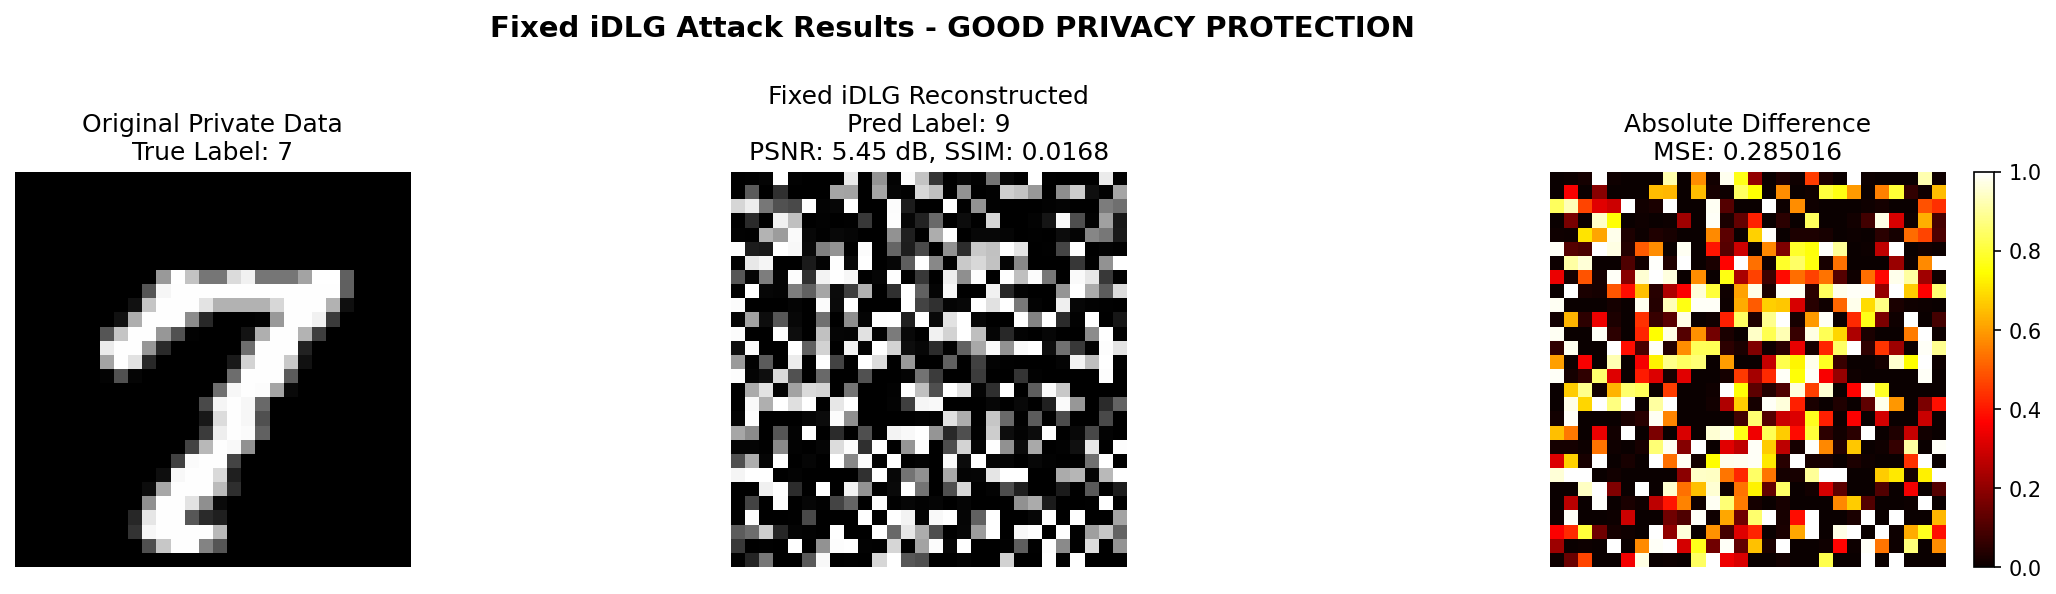 Fixed iDLG Attack Results - GOOD PRIVACY PROTECTION
Original Private Data
True Label: 7
Fixed iDLG Reconstructed
Pred Label: 9
PSNR: 5.45 dB, SSIM: 0.0168
Absolute Difference
MSE: 0.285016
1.0
0.8
0.6
0.4
0.2
0.0